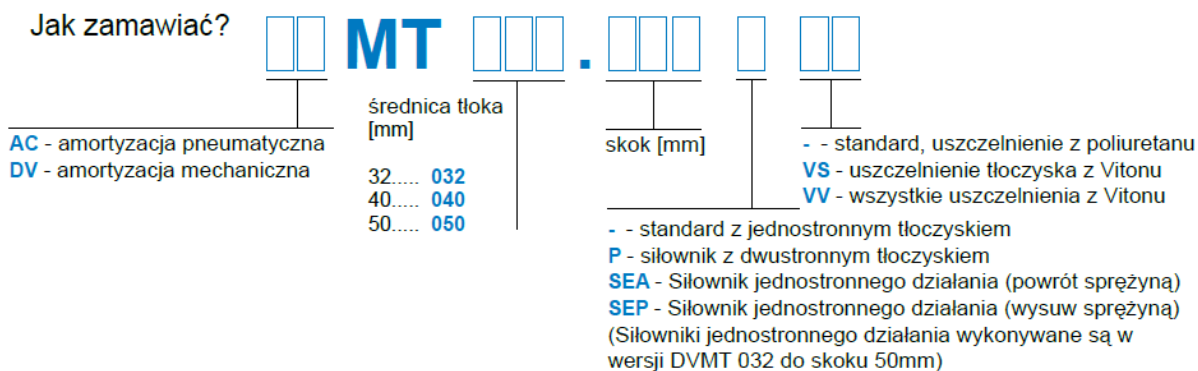 Jak zamawiać?
MT .
AC - amortyzacja pneumatyczna
DV - amortyzacja mechaniczna
średnica tłoka
[mm]
32..... 032
40..... 040
50..... 050
skok [mm]
- - standard, uszczelnienie z poliuretanu
VS - uszczelnienie tłoczyska z Vitonu
VV - wszystkie uszczelnienia z Vitonu
- - standard z jednostronnym tłoczyskiem
P - siłownik z dwustronnym tłoczyskiem
SEA - Siłownik jednostronnego działania (powrót sprężyną)
SEP - Siłownik jednostronnego działania (wysuw sprężyną)
(Siłowniki jednostronnego działania wykonywane są w
wersji DVMT 032 do skoku 50mm)